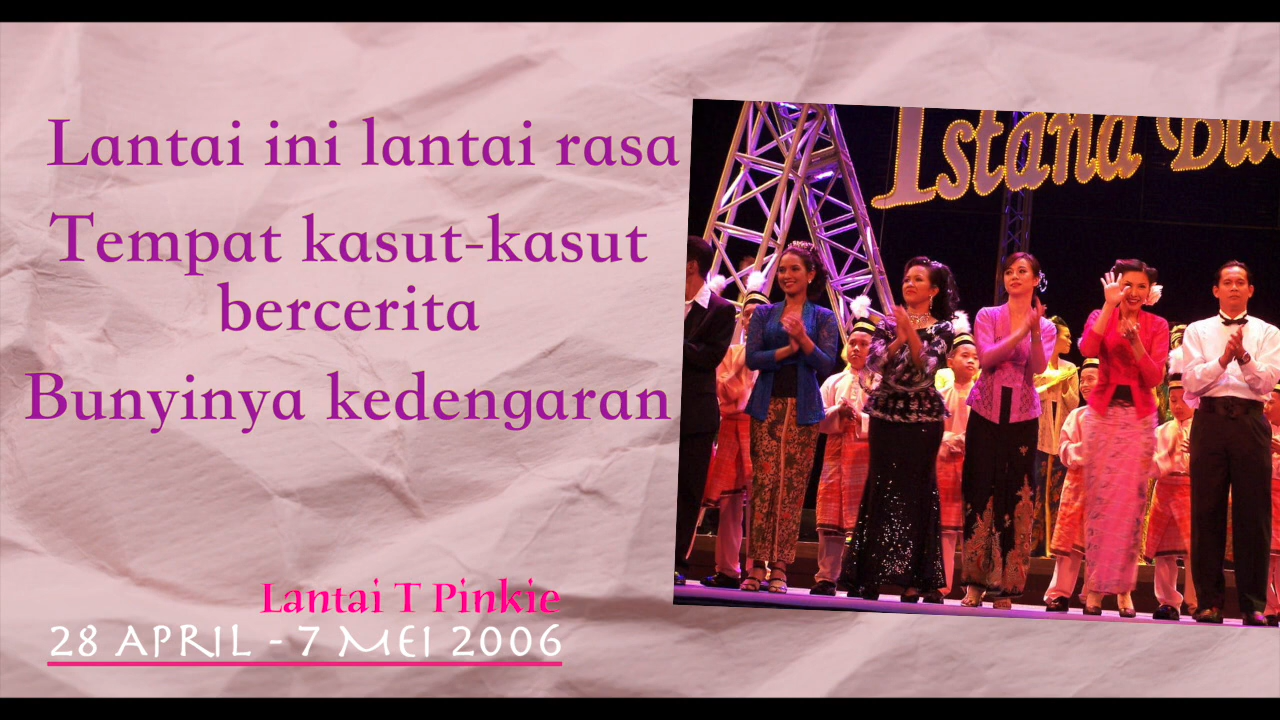 Lantai ini lantai rasa
Tempat kasut-kasut
bercerita
Bunyinya kedengaran
Lantai T Pinkie
28 APRIL - 7 MEI 2006
Istana